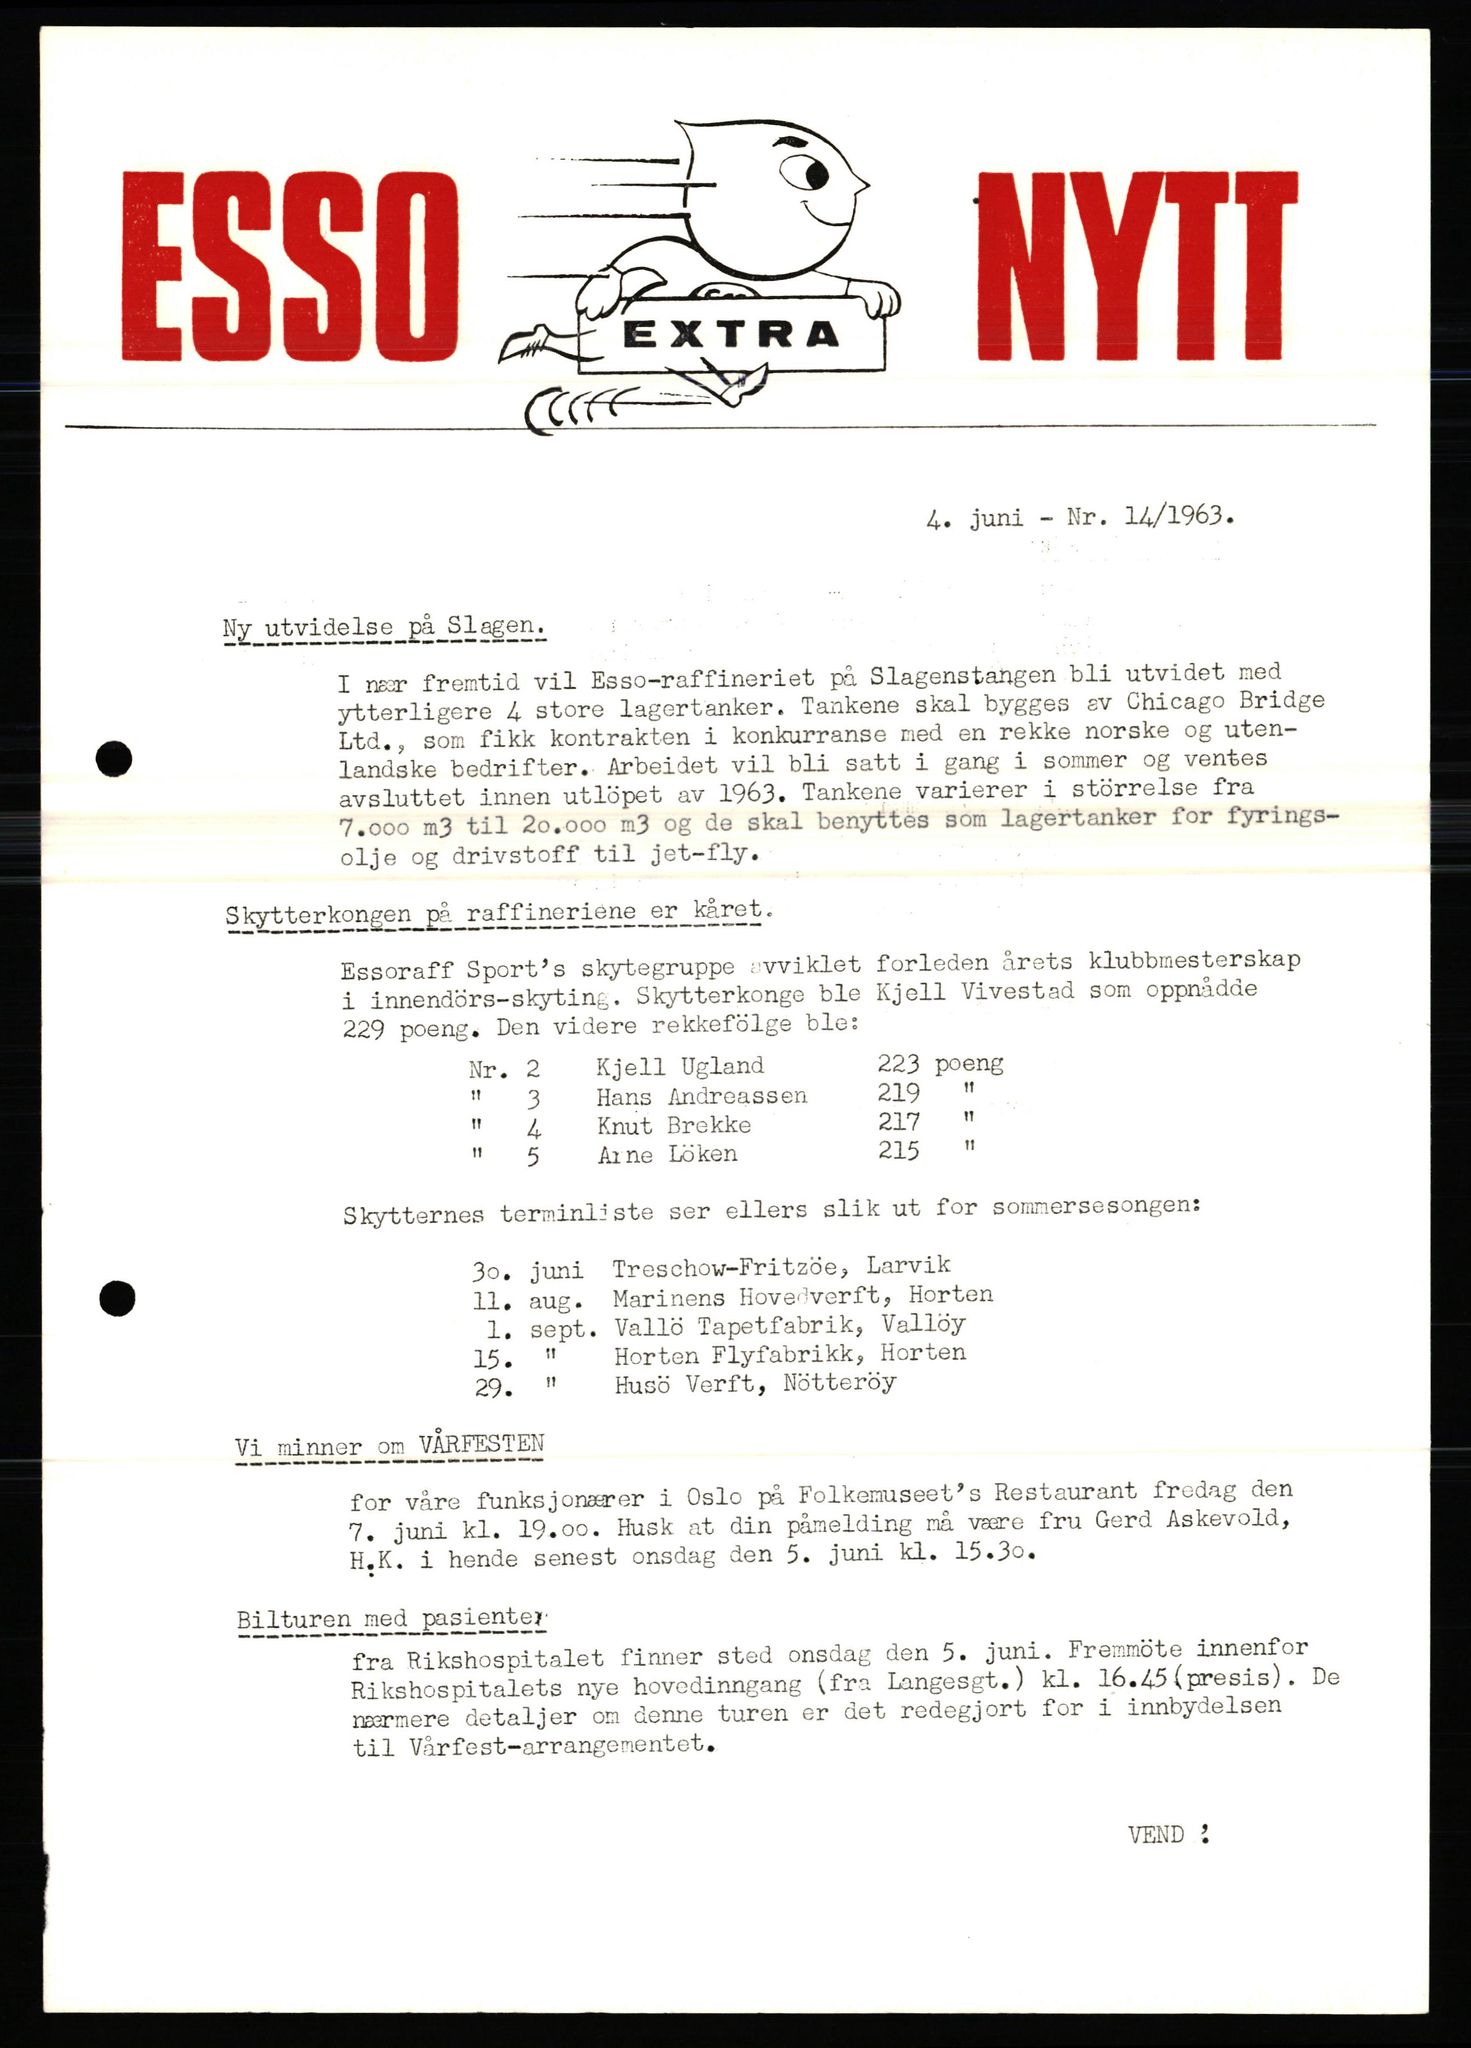 ESSO EXTRA NYTT
4. juni - Nr. 14/1963.
Ny utvidelse på Slagen.
I nær fremtid vil Esso-raffineriet på Slagenstangen bli utvidet med
ytterligere 4 store lagertanker. Tankene skal bygges av Chicago Bridge
Ltd., som fikk kontrakten i konkurranse med en rekke norske og uten-
landske bedrifter. Arbeidet vil bli satt i gang i sommer og ventes
avsluttet innen utlöpet av 1963. Tankene varierer i störrelse fra
7.000 m3 til 20.000 m3 og de skal benyttes som lagertanker for fyrings-
olje og drivstoff til jet-fly.
Skytterkongen på raffineriene er kåret.
Essoraff Sport's skytegruppe avviklet forleden årets klubbmesterskap
i innendörs-skyting. Skytterkonge ble Kjell Vivestad som oppnådde
229 poeng. Den videre rekkefölge ble:
Nr. 2 Kjell Ugland 223 poeng
" 3 Hans Andreassen 219 "
" 4 Knut Brekke 217 "
" 5 Arne Löken 215 "
Skytternes terminliste ser ellers slik ut for sommersesongen:
30. juni Treschow-Fritzöe, Larvik
11. aug. Marinens Hovedverft, Horten
1. sept. Vallö Tapetfabrik, Vallöy
15. " Horten Flyfabrikk, Horten
29. " Husö Verft, Nötteröy
Vi minner om VÅRFESTEN
for våre funksjonærer i Oslo på Folkemuseet's Restaurant fredag den
7. juni kl. 19.00. Husk at din påmelding må være fru Gerd Askevold,
H.K. i hende senest onsdag den 5. juni kl. 15.30.
Bilturen med pasienter
fra Rikshospitalet finner sted onsdag den 5. juni. Fremmöte innenfor
Rikshospitalets nye hovedinngang (fra Langesgt.) kl. 16.45 (presis). De
nærmere detaljer om denne turen er det redegjort for i innbydelsen
til Vårfest-arrangementet.
VEND !